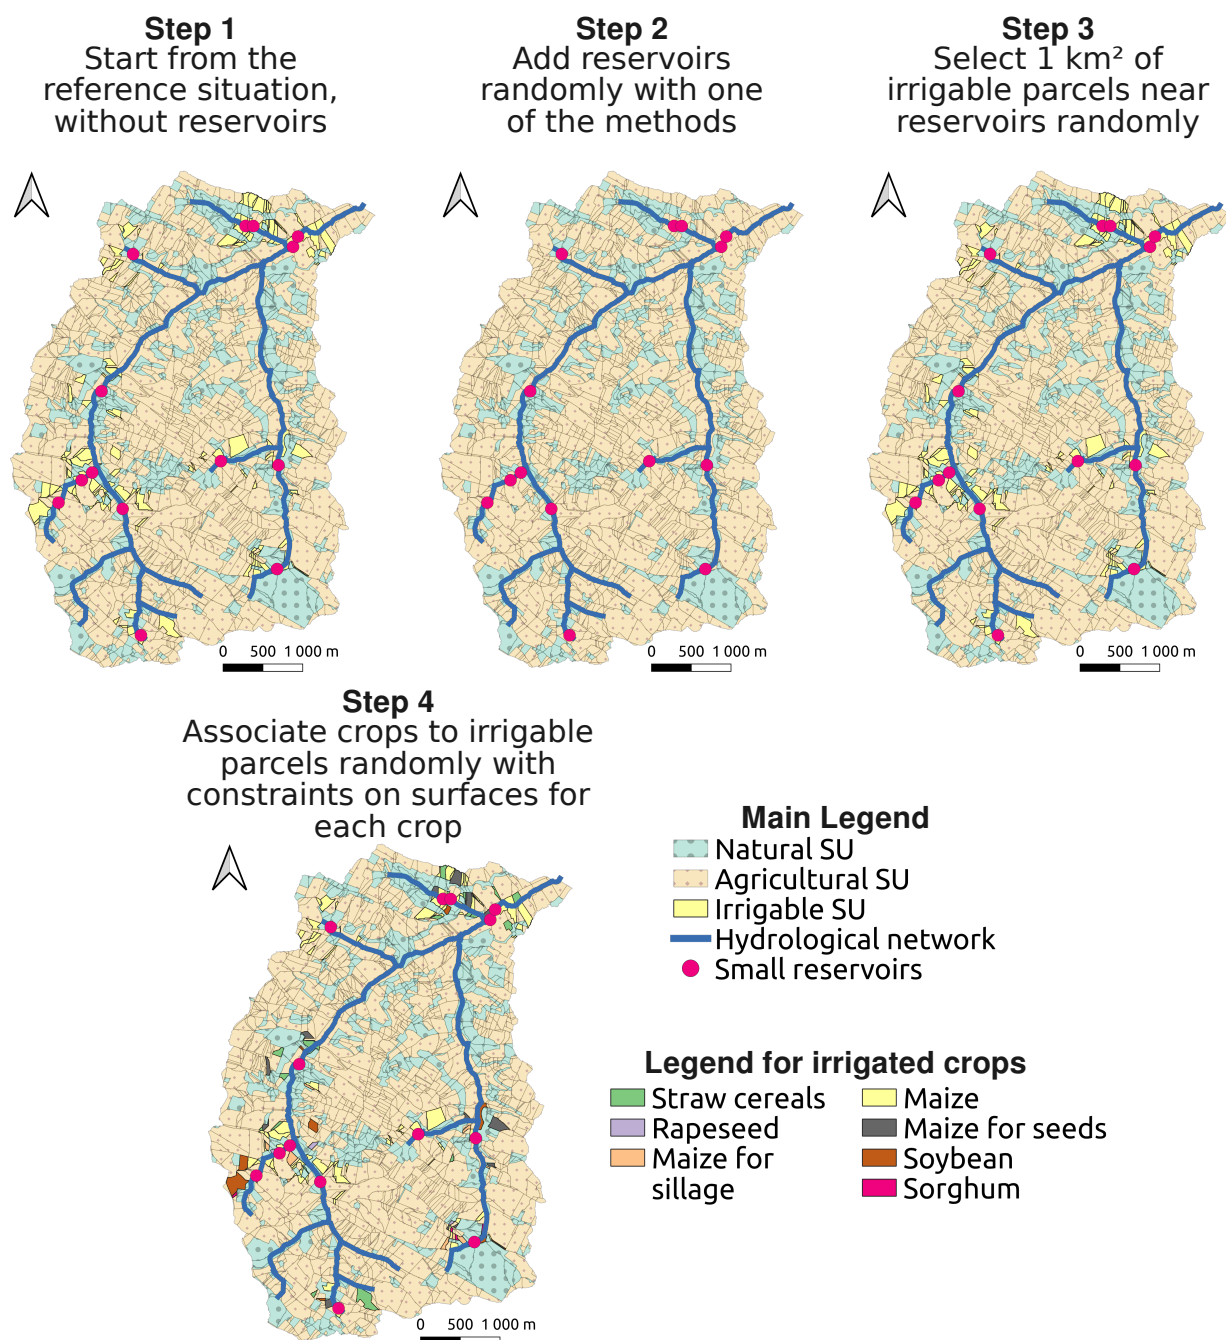 Step 1
Start from the
reference situation,
without reservoirs
Step 2
Add reservoirs
randomly with one
of the methods
Step 3
Select 1 km² of
irrigable parcels near
reservoirs randomly
0 500 1 000 m
0 500 1 000 m
0 500 1 000 m
Step 4
Associate crops to irrigable
parcels randomly with
constraints on surfaces for
each crop
0 500 1 000 m
Main Legend
Natural SU
Agricultural SU
Irrigable SU
Hydrological network
Small reservoirs
Legend for irrigated crops
Straw cereals
Rapeseed
Maize for
sillage
Maize
Maize for seeds
Soybean
Sorghum